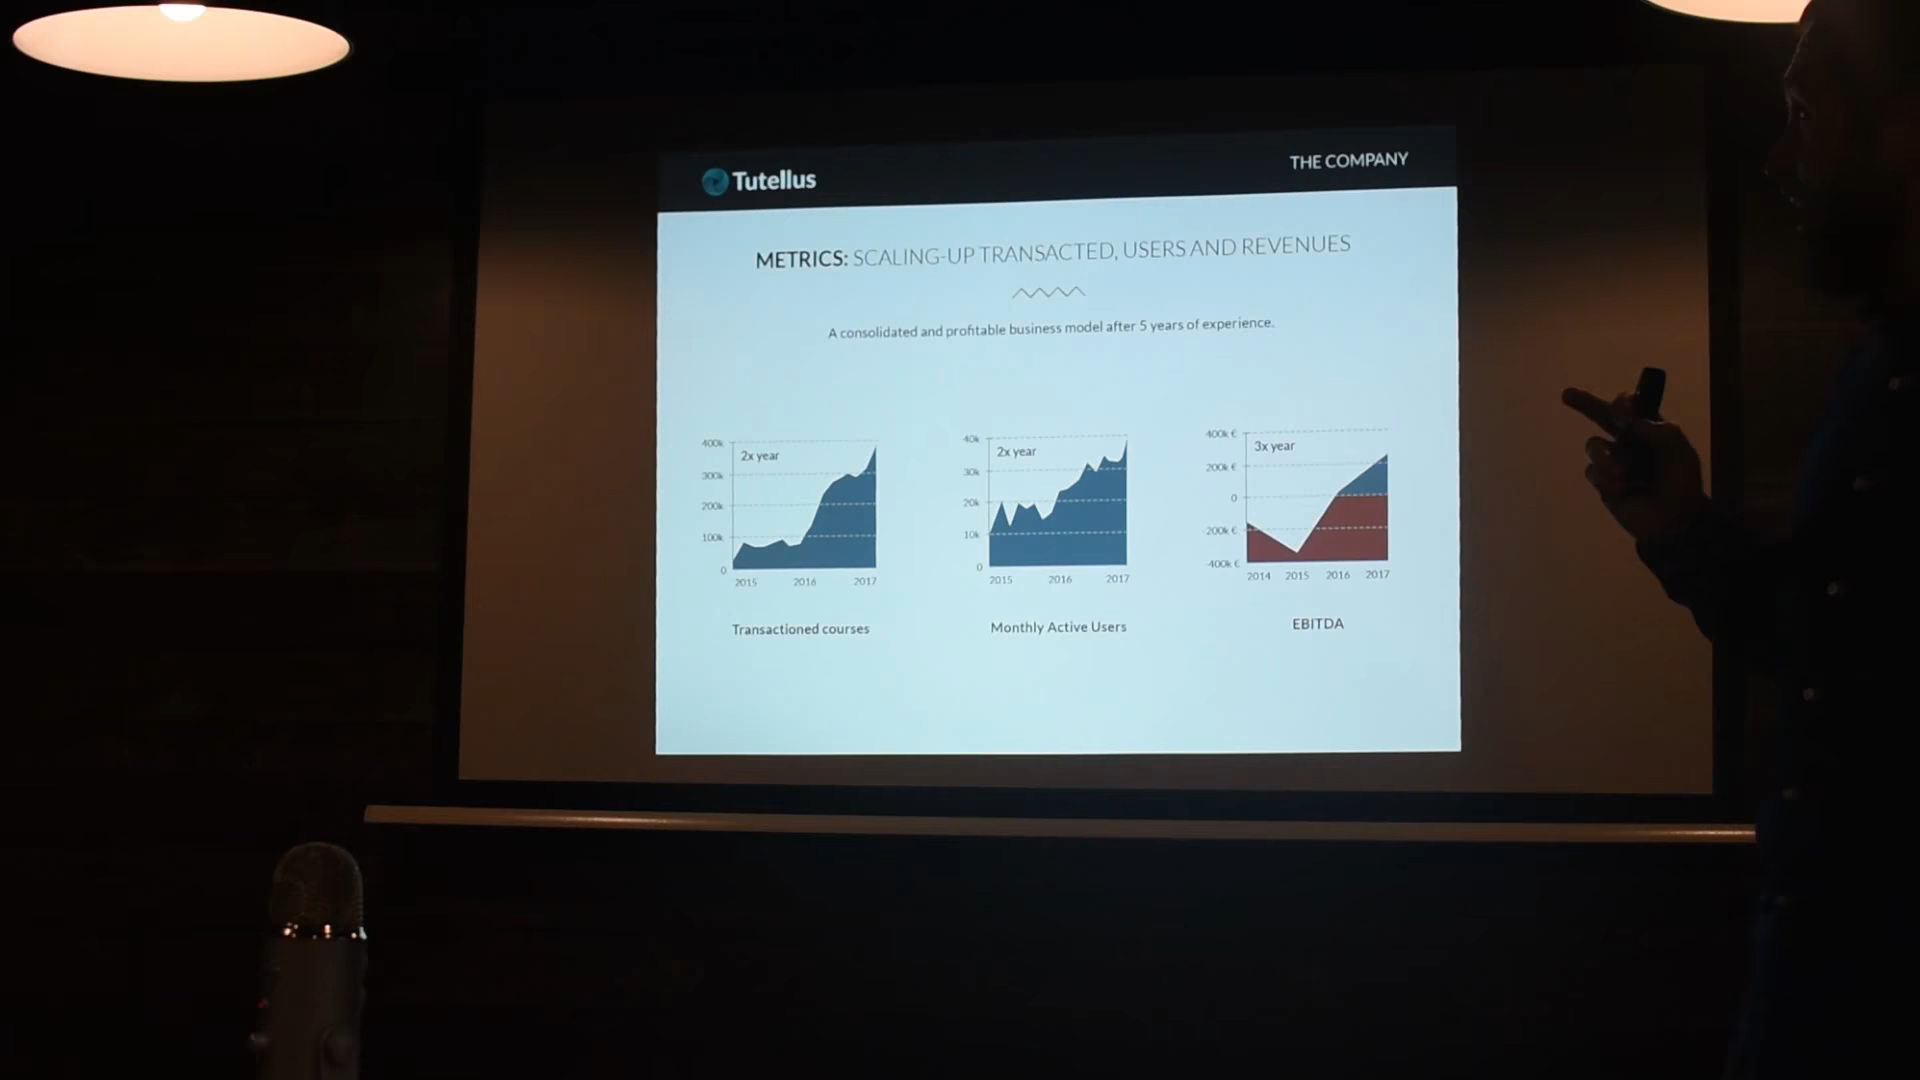 Tutellus
THE COMPANY
METRICS: SCALING-UP TRANSACTED, USERS AND REVENUES
A consolidated and profitable business model after 5 years of experience.
400k
300k
200k
100k
0
2x year
2015 2016 2017
Transactioned courses
40k
30k
20k
10k
0
2x year
2015 2016 2017
Monthly Active Users
400k €
200k €
0
-200k €
-400k €
3x year
2014 2015 2016 2017
EBITDA